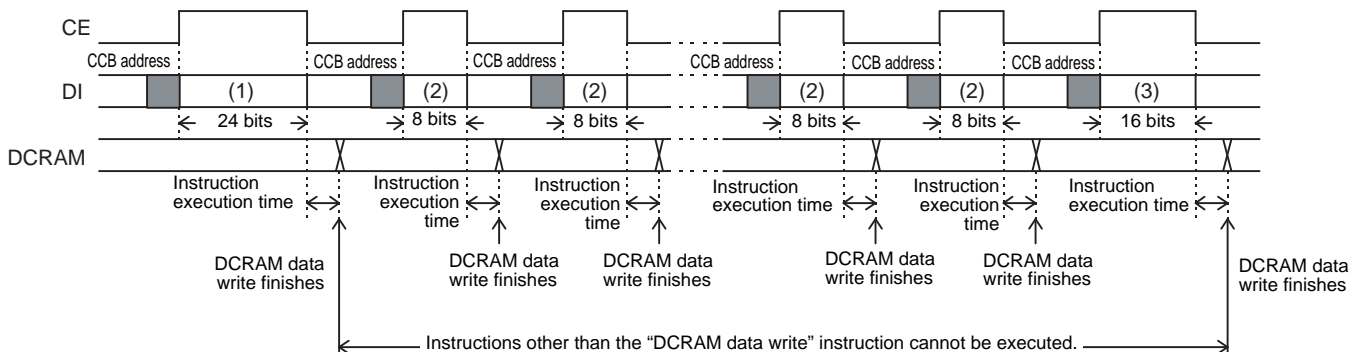 CE
CCB address CCB address CCB address CCB address CCB address CCB address
DI (1) (2) (2) (2) (2) (3)
24 bits 8 bits 8 bits 8 bits 8 bits 16 bits
DCRAM
Instruction
execution time
Instruction
execution
time
Instruction
execution
time
Instruction
execution time
Instruction
execution
time
Instruction
execution time
DCRAM data
write finishes
DCRAM data
write finishes
DCRAM data
write finishes
DCRAM data
write finishes
DCRAM data
write finishes
DCRAM data
write finishes
Instructions other than the “DCRAM data write” instruction cannot be executed.